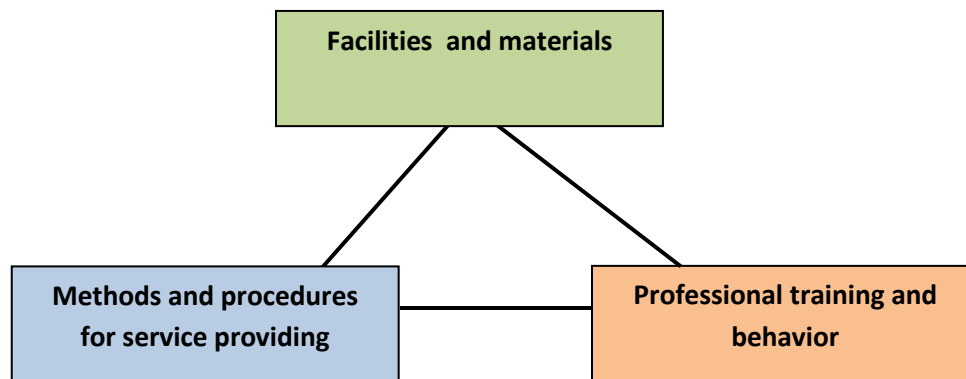 Facilities and materials
Methods and procedures
for service providing
Professional training and
behavior